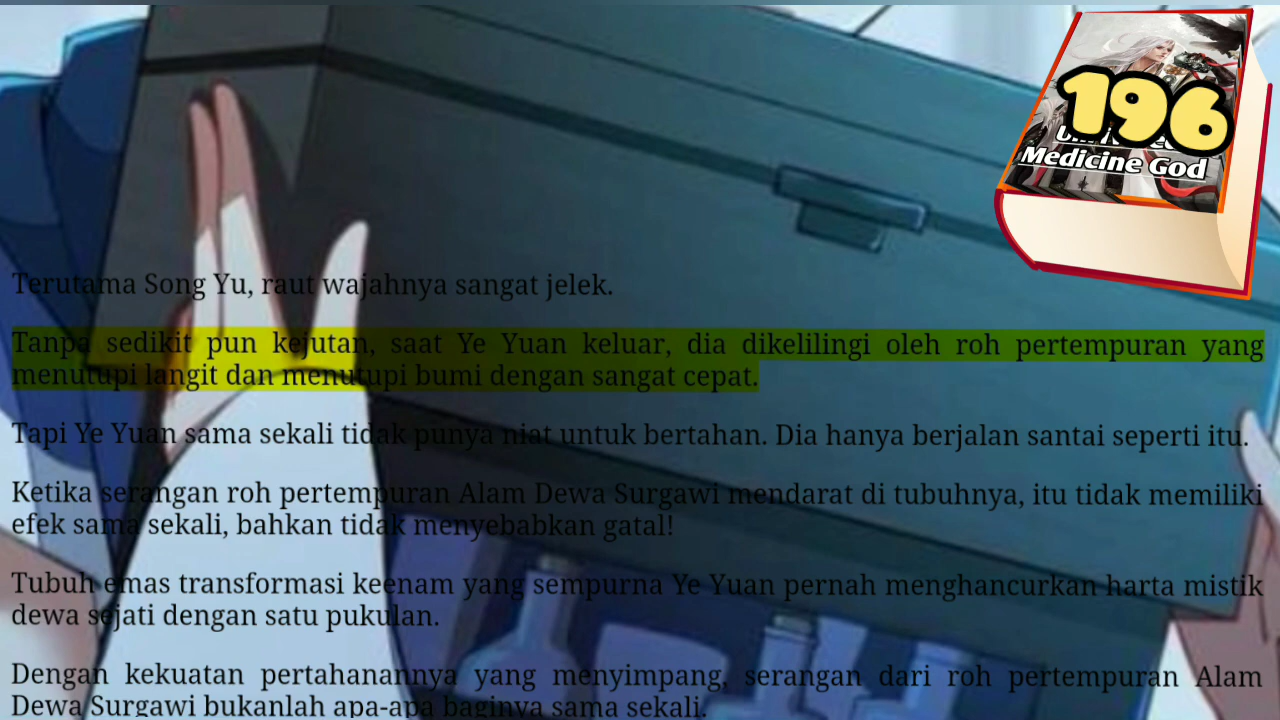 196
Medicine God
Terutama Song Yu, raut wajahnya sangat jelek.
Tanpa sedikit pun kejutan, saat Ye Yuan keluar, dia dikelilingi oleh roh pertempuran yang
menutupi langit dan menutupi bumi dengan sangat cepat.
Tapi Ye Yuan sama sekali tidak punya niat untuk bertahan. Dia hanya berjalan santai seperti itu.
Ketika serangan roh pertempuran Alam Dewa Surgawi mendarat di tubuhnya, itu tidak memiliki
efek sama sekali, bahkan tidak menyebabkan gatal!
Tubuh emas transformasi keenam yang sempurna Ye Yuan pernah menghancurkan harta mistik
dewa sejati dengan satu pukulan.
Dengan kekuatan pertahanannya yang menyimpang, serangan dari roh pertempuran Alam
Dewa Surgawi bukanlah apa-apa baginya sama sekali.